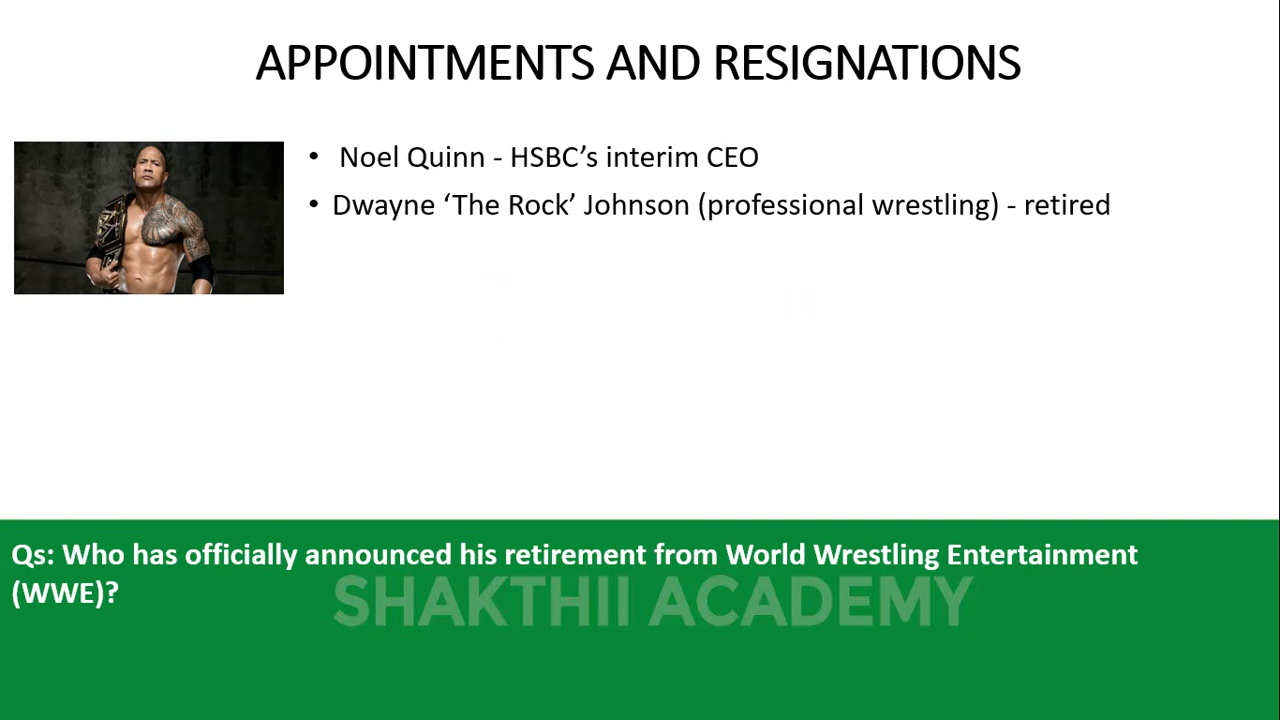 APPOINTMENTS AND RESIGNATIONS
• Noel Quinn - HSBC’s interim CEO
• Dwayne ‘The Rock’ Johnson (professional wrestling) - retired
Qs: Who has officially announced his retirement from World Wrestling Entertainment
(WWE)?
SHAKTHII ACADEMY